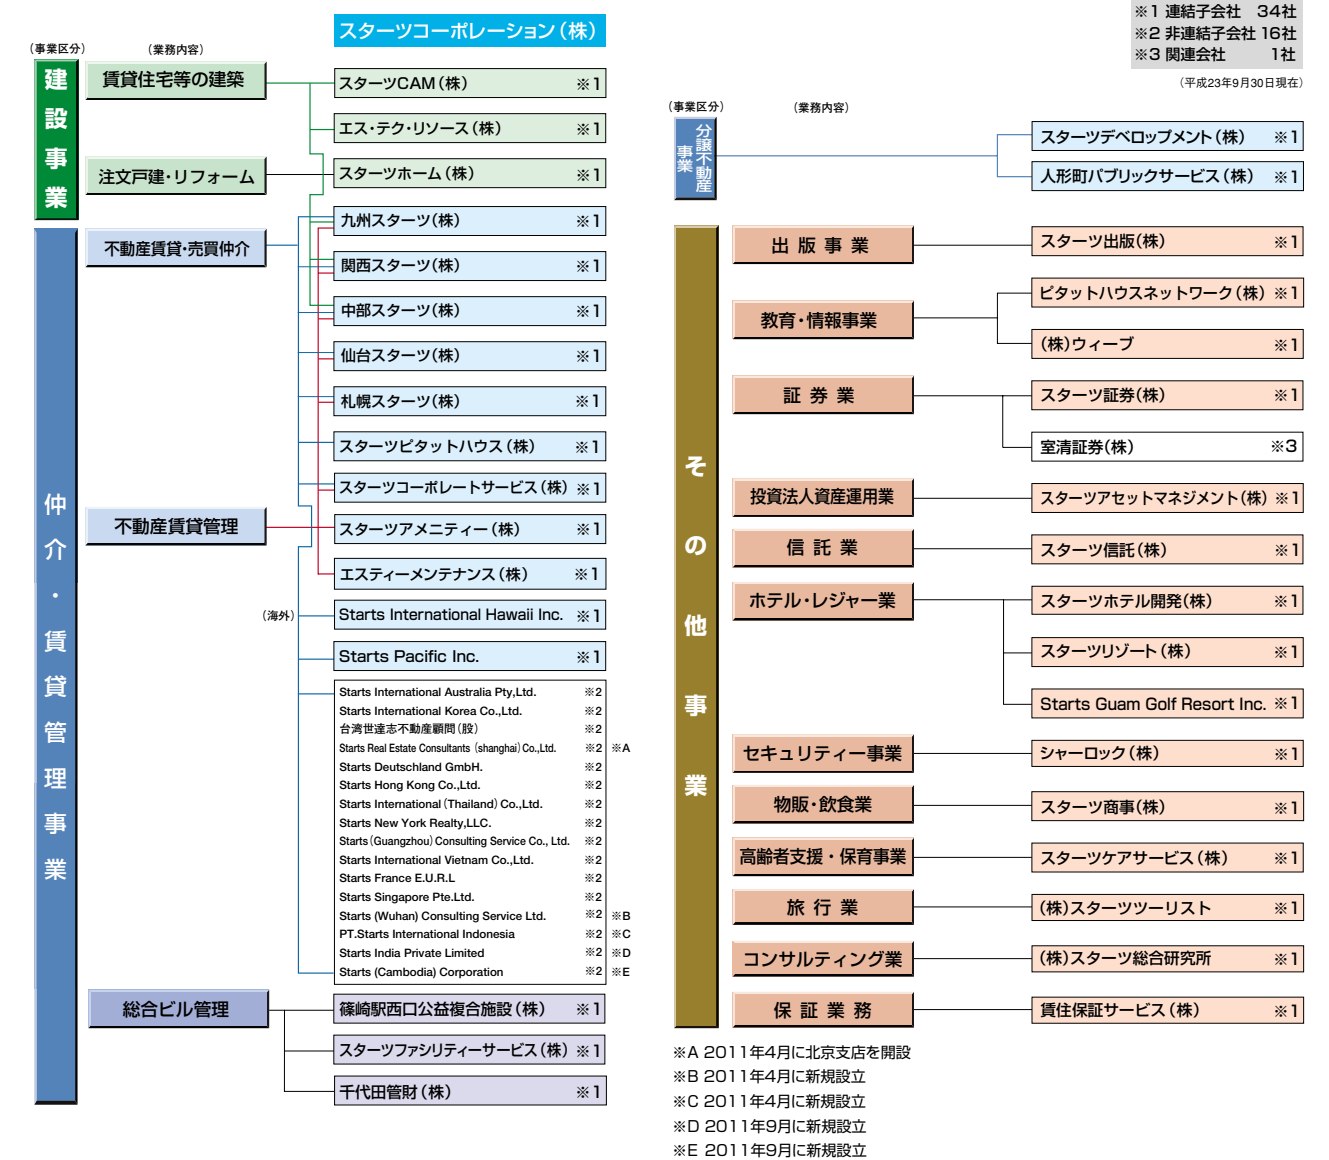 スターツコーポレーション（株）
（事業区分）
（業務内容）
建設事業
賃貸住宅等の建築
スターツCAM（株） ※1
エス・テク・リソース（株） ※1
注文戸建・リフォーム
スターツホーム（株） ※1
仲介・賃貸管理事業
不動産賃貸・売買仲介
九州スターツ（株） ※1
関西スターツ（株） ※1
中部スターツ（株） ※1
仙台スターツ（株） ※1
札幌スターツ（株） ※1
スターツピタットハウス（株） ※1
スターツコーポレートサービス（株） ※1
不動産賃貸管理
スターツアメニティー（株） ※1
エスティーメンテナンス（株） ※1
（海外）
Starts International Hawaii Inc. ※1
Starts Pacific Inc. ※1
Starts International Australia Pty,Ltd. ※2
Starts International Korea Co.,Ltd. ※2
台湾世達志不動産顧問（股） ※2
Starts Real Estate Consultants（shanghai）Co.,Ltd. ※2 ※A
Starts Deutschland GmbH. ※2
Starts Hong Kong Co.,Ltd. ※2
Starts International（Thailand）Co.,Ltd. ※2
Starts New York Realty,LLC. ※2
Starts（Guangzhou）Consulting Service Co., Ltd. ※2
Starts International Vietnam Co.,Ltd. ※2
Starts France E.U.R.L ※2
Starts Singapore Pte.Ltd. ※2
Starts (Wuhan) Consulting Service Ltd. ※2 ※B
PT.Starts International Indonesia ※2 ※C
Starts India Private Limited ※2 ※D
Starts (Cambodia) Corporation ※2 ※E
総合ビル管理
篠崎駅西口公益複合施設（株） ※1
スターツファシリティーサービス（株） ※1
千代田管財（株） ※1
※1 連結子会社 34社
※2 非連結子会社 16社
※3 関連会社 1社
（平成23年9月30日現在）
（事業区分）
（業務内容）
分譲不動産
事業
スターツデベロップメント（株） ※1
人形町パブリックサービス（株） ※1
その他事業
出版事業
スターツ出版（株） ※1
教育・情報事業
ピタットハウスネットワーク（株） ※1
（株）ウィーブ ※1
証券業
スターツ証券（株） ※1
室清証券（株） ※3
投資法人資産運用業
スターツアセットマネジメント（株） ※1
信託業
スターツ信託（株） ※1
ホテル・レジャー業
スターツホテル開発（株） ※1
スターツリゾート（株） ※1
Starts Guam Golf Resort Inc. ※1
セキュリティー事業
シャーロック（株） ※1
物販・飲食業
スターツ商事（株） ※1
高齢者支援・保育事業
スターツケアサービス（株） ※1
旅行業
（株）スターツツーリスト ※1
コンサルティング業
（株）スターツ総合研究所 ※1
保証業務
賃住保証サービス（株） ※1
※A 2011年4月に北京支店を開設
※B 2011年4月に新規設立
※C 2011年4月に新規設立
※D 2011年9月に新規設立
※E 2011年9月に新規設立